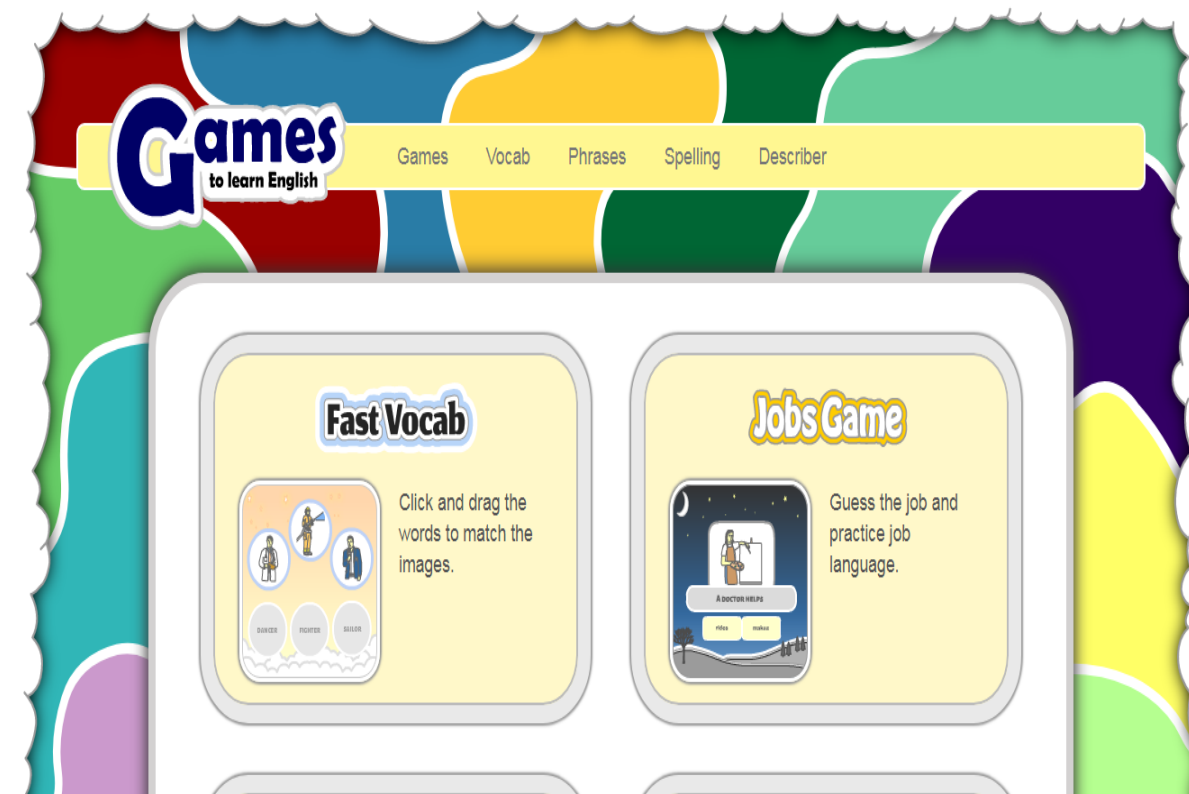 Games
to learn English
Games Vocab Phrases Spelling Describer
Fast Vocab
Click and drag the
words to match the
images.
DANCER FIGHTER SAILOR
Jobs Game
Guess the job and
practice job
language.
A DOCTOR HELPS
makes